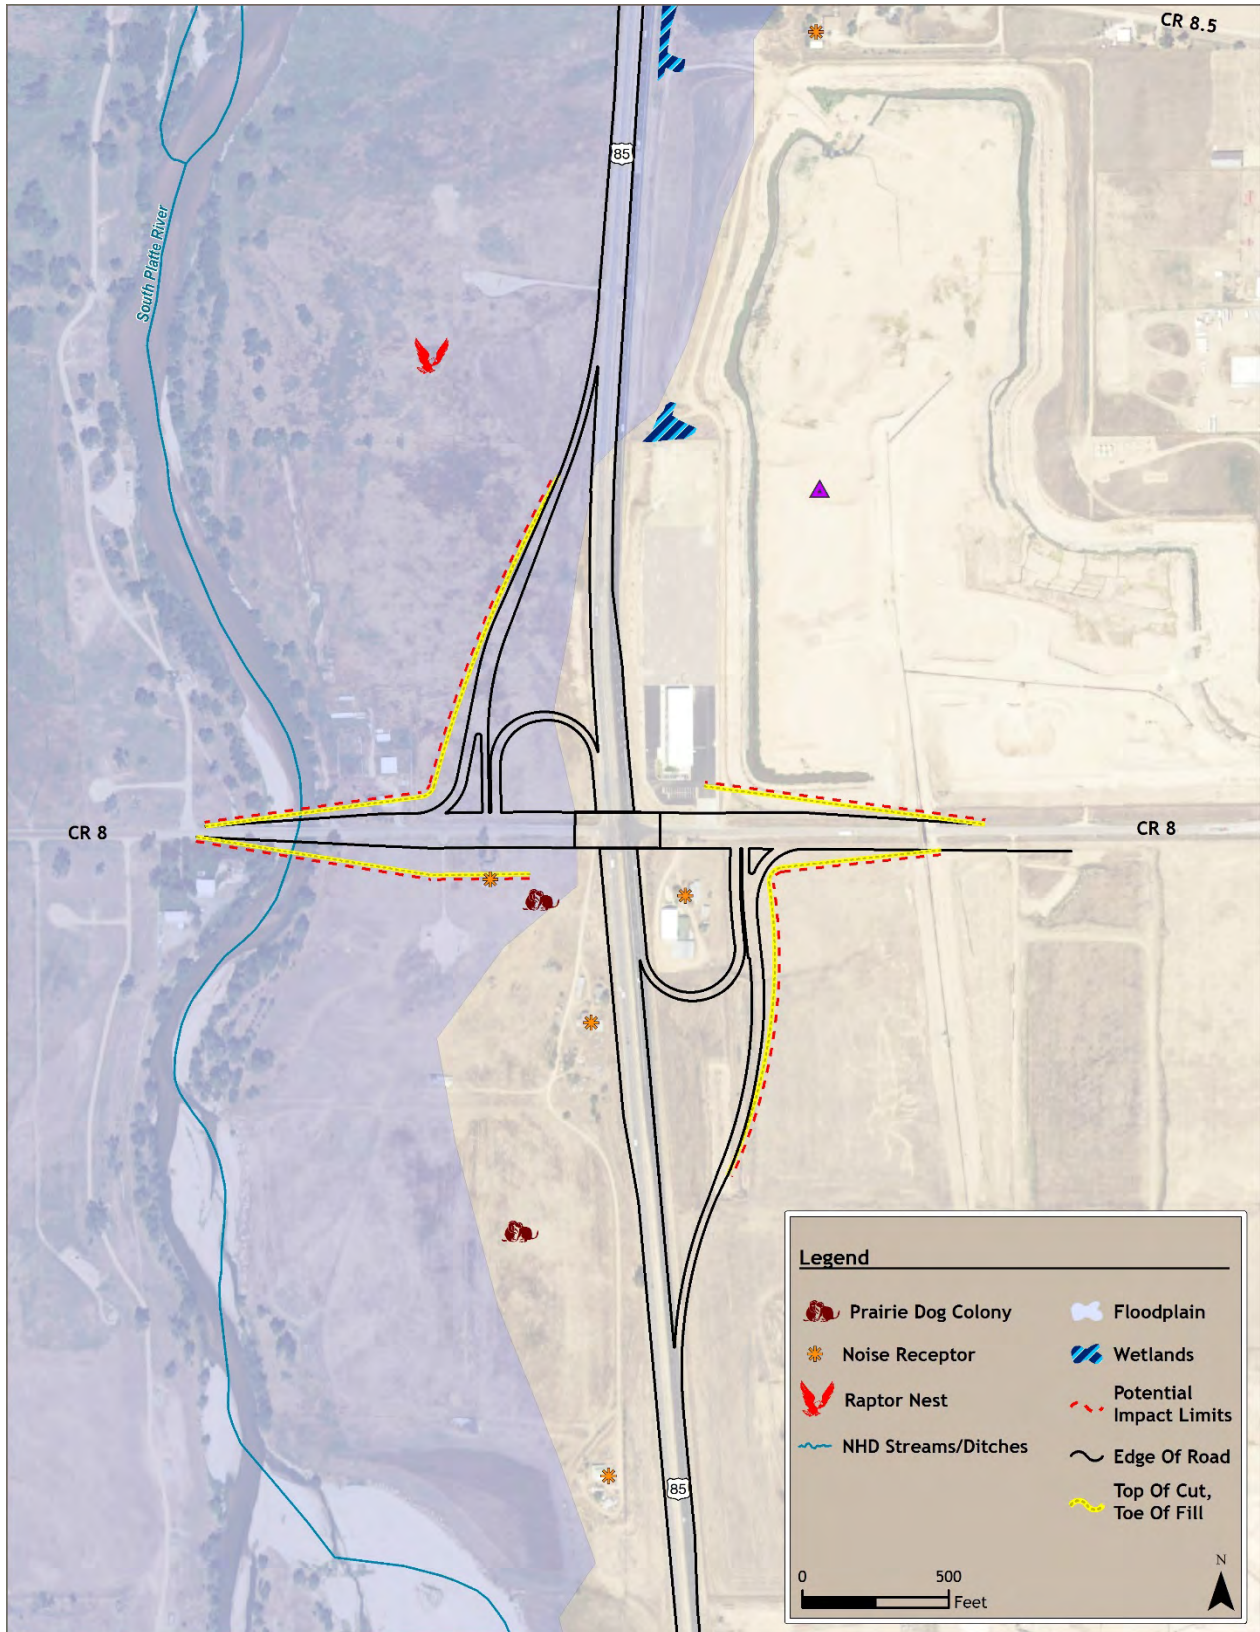 CR 8.5
85
South Platte River
CR 8
CR 8
85
Legend
Prairie Dog Colony
Noise Receptor
Raptor Nest
NHD Streams/Ditches
Floodplain
Wetlands
Potential
Impact Limits
Edge Of Road
Top Of Cut,
Toe Of Fill
0
500
Feet
N